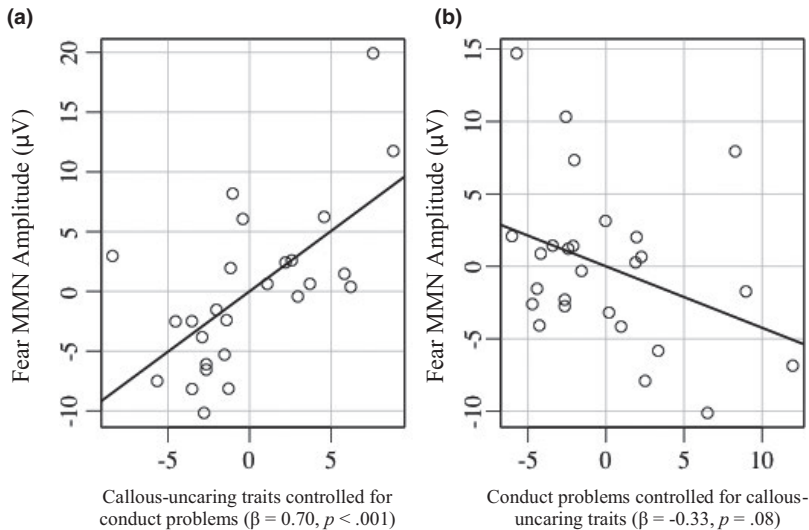 (a)
(b)
Fear MMN Amplitude (µV)
20
15
10
5
0
-5
-10
-5
0
5
Callous-uncaring traits controlled for
conduct problems (β = 0.70, p < .001)
Fear MMN Amplitude (µV)
15
10
5
0
-5
-10
-5
0
5
10
Conduct problems controlled for callous-
uncaring traits (β = -0.33, p = .08)